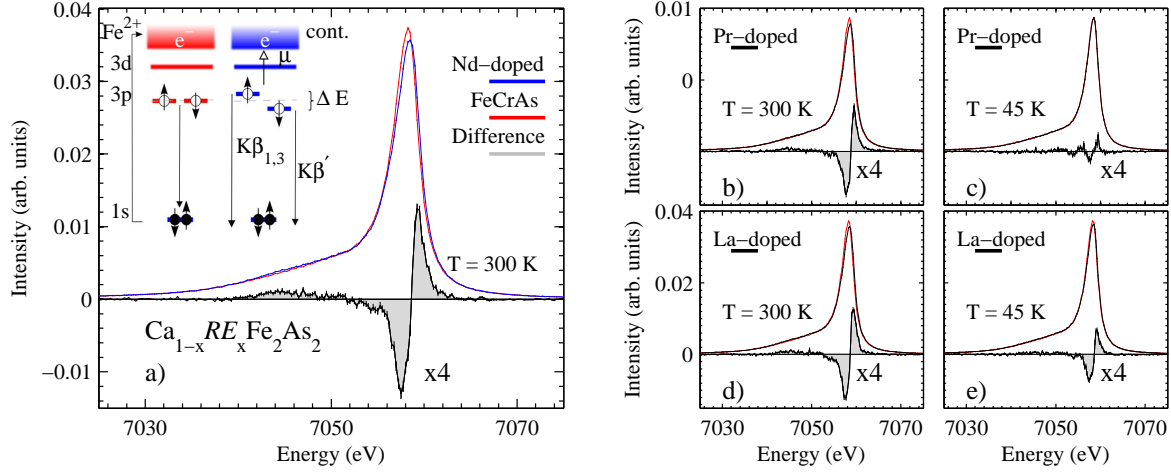 0.04
0.03
0.02
0.01
0
−0.01
Intensity (arb. units)
Fe2+
e−
e−
cont.
3d
μ
3p
} Δ E
Kβ1,3
Kβ′
1s
Nd−doped
FeCrAs
Difference
T = 300 K
Ca1−xRExFe2As2
a)
x4
7030
7050
7070
Energy (eV)
0.01
0
Intensity (arb. units)
Pr−doped
T = 300 K
b)
x4
Pr−doped
T = 45 K
c)
x4
0.04
0.02
0
Intensity (arb. units)
La−doped
T = 300 K
d)
x4
La−doped
T = 45 K
e)
x4
7030
7050
7070
Energy (eV)
7030
7050
7070
Energy (eV)